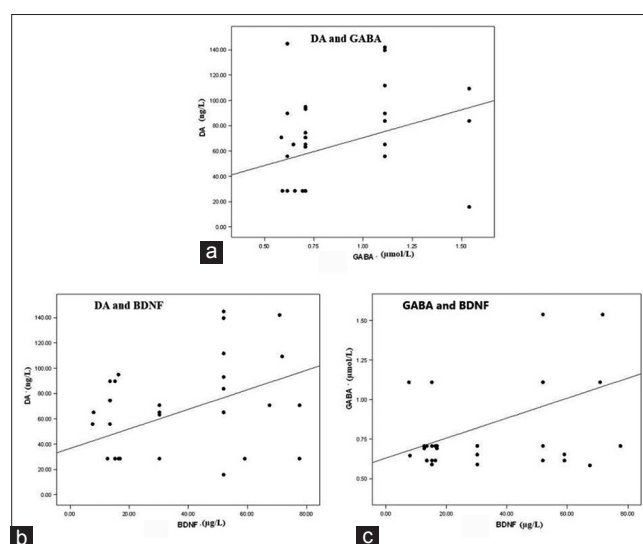 DA and GABA
DA (ng/L)
140.00
120.00
100.00
80.00
60.00
40.00
20.00
0.00
0.50 0.75 1.00 1.25 1.50
GABA (µmol/L)
a
DA and BDNF
DA (ng/L)
140.00
120.00
100.00
80.00
60.00
40.00
20.00
0.00
0.00 20.00 40.00 60.00 80.00
BDNF (µg/L)
b
GABA and BDNF
GABA (µmol/L)
1.50
1.25
1.00
0.75
0.50
0.00 20.00 40.00 60.00 80.00
BDNF (µg/L)
c